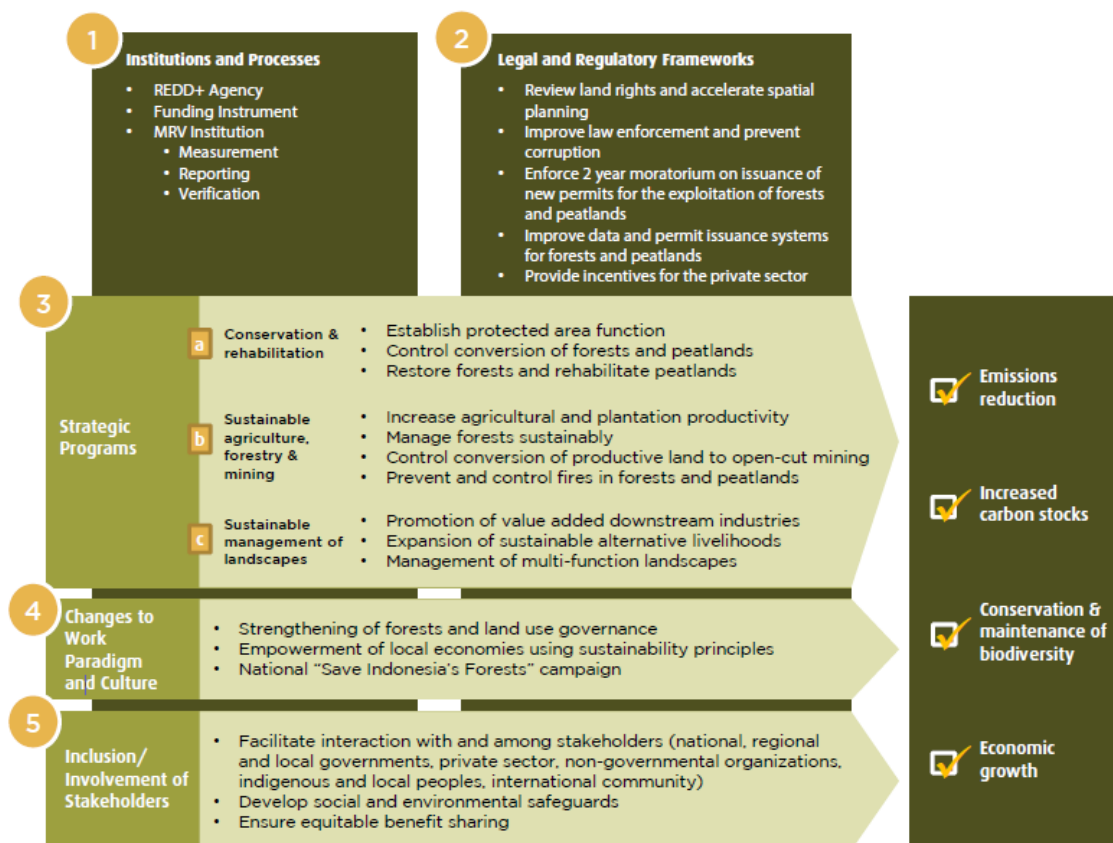 1
Institutions and Processes
• REDD+ Agency
• Funding Instrument
• MRV Institution
• Measurement
• Reporting
• Verification
2
Legal and Regulatory Frameworks
• Review land rights and accelerate spatial
planning
• Improve law enforcement and prevent
corruption
• Enforce 2 year moratorium on issuance of
new permits for the exploitation of forests
and peatlands
• Improve data and permit issuance systems
for forests and peatlands
• Provide incentives for the private sector
3
Strategic
Programs
a
Conservation &
rehabilitation
• Establish protected area function
• Control conversion of forests and peatlands
• Restore forests and rehabilitate peatlands
b
Sustainable
agriculture,
forestry &
mining
• Increase agricultural and plantation productivity
• Manage forests sustainably
• Control conversion of productive land to open-cut mining
• Prevent and control fires in forests and peatlands
c
Sustainable
management of
landscapes
• Promotion of value added downstream industries
• Expansion of sustainable alternative livelihoods
• Management of multi-function landscapes
4
Changes to
Work
Paradigm
and Culture
• Strengthening of forests and land use governance
• Empowerment of local economies using sustainability principles
• National “Save Indonesia’s Forests” campaign
5
Inclusion/
Involvement of
Stakeholders
• Facilitate interaction with and among stakeholders (national, regional
and local governments, private sector, non-governmental organizations,
indigenous and local peoples, international community)
• Develop social and environmental safeguards
• Ensure equitable benefit sharing
Emissions
reduction
Increased
carbon stocks
Conservation &
maintenance of
biodiversity
Economic
growth